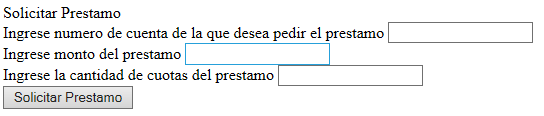 Solicitar Prestamo
Ingrese numero de cuenta de la que desea pedir el prestamo
Ingrese monto del prestamo
Ingrese la cantidad de cuotas del prestamo
Solicitar Prestamo